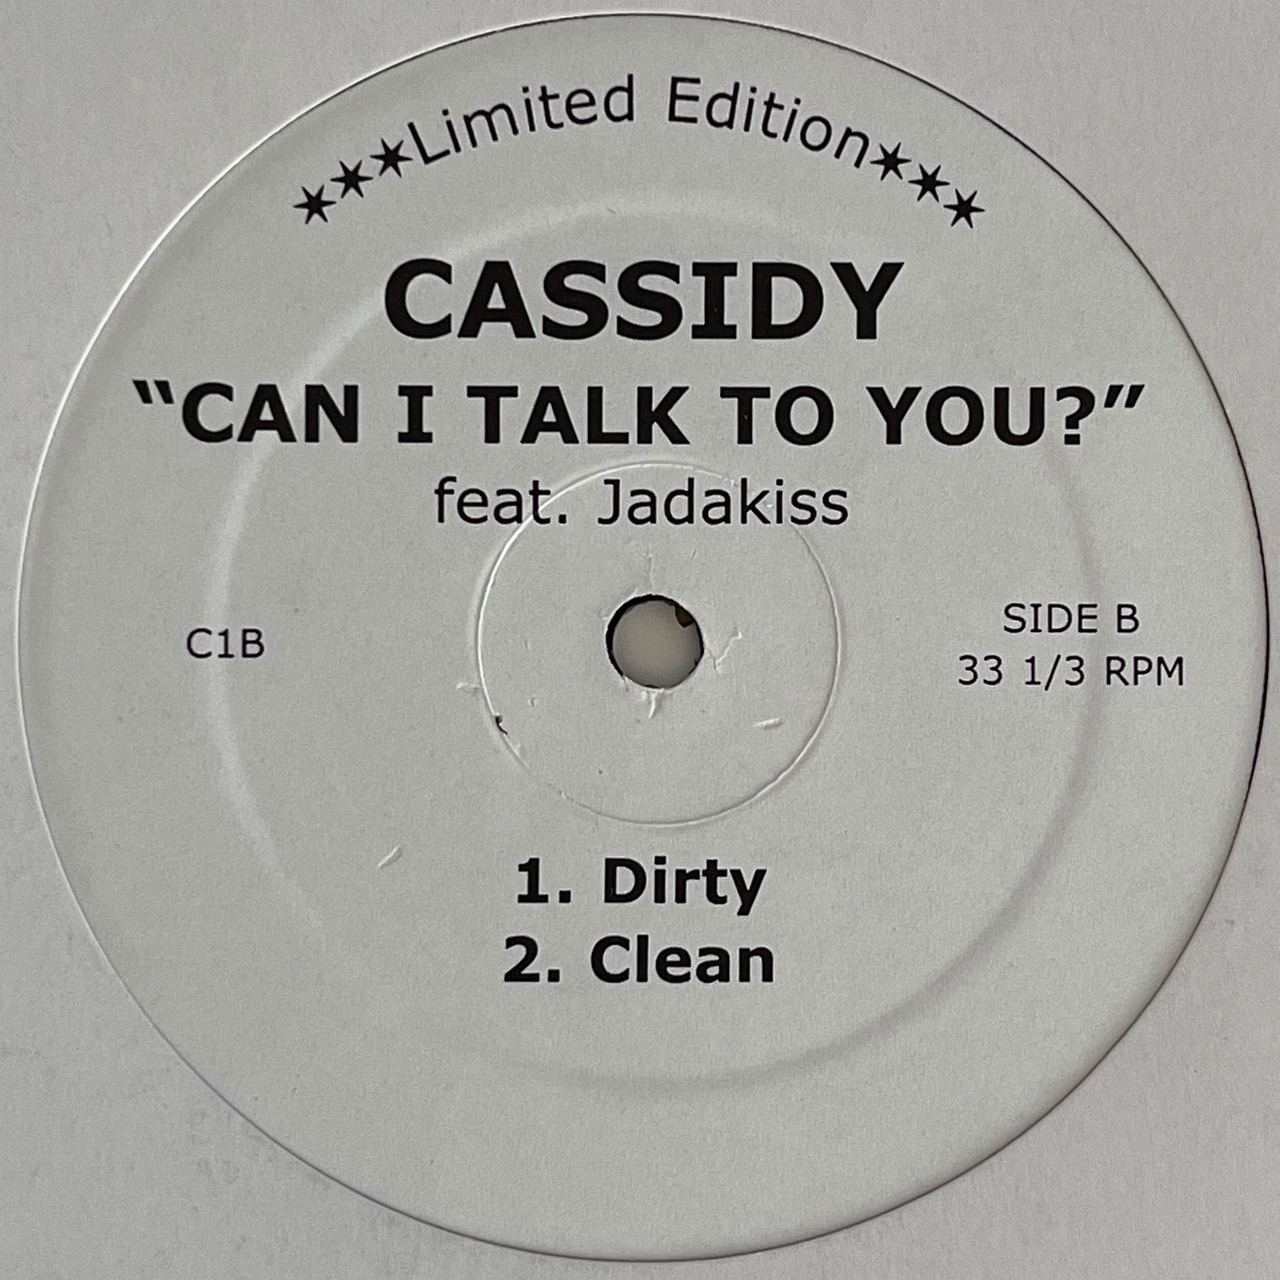 ✶✶✶Limited Edition✶✶✶
CASSIDY
“CAN I TALK TO YOU?”
feat. Jadakiss
C1B
SIDE B
33 1/3 RPM
1. Dirty
2. Clean